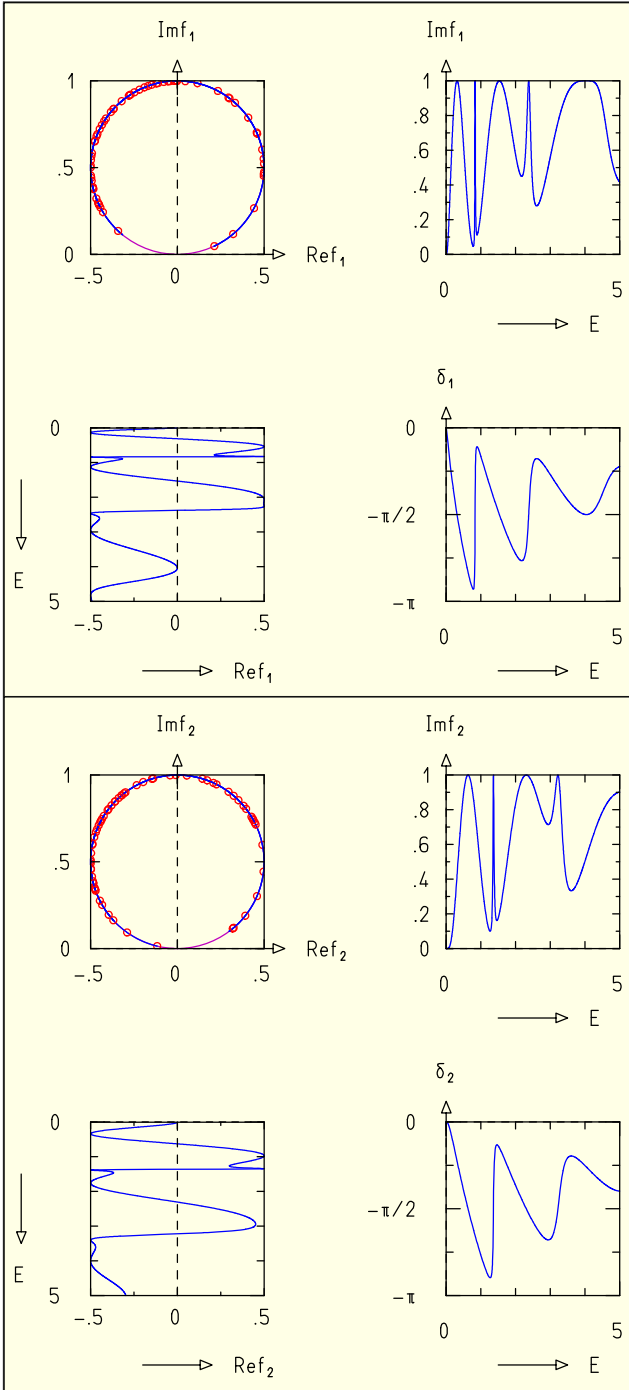 Imf₁ Imf₁
1 1
.8
.6
.5
.4
.2
0 0
-.5 0 .5 Ref₁ 0 5
E
δ₁
0 0
-π/2
E
5 -π
-.5 0 .5 0 5
Ref₁ E
Imf₂ Imf₂
1 1
.8
.6
.5
.4
.2
0 0
-.5 0 .5 Ref₂ 0 5
E
δ₂
0 0
-π/2
E
5 -π
-.5 0 .5 0 5
Ref₂ E